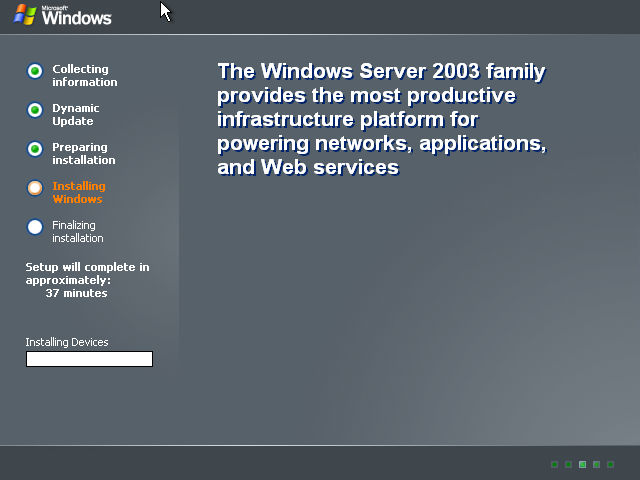 Microsoft
Windows
Collecting
information
Dynamic
Update
Preparing
installation
Installing
Windows
Finalizing
installation
Setup will complete in
approximately:
37 minutes
Installing Devices
The Windows Server 2003 family
provides the most productive
infrastructure platform for
powering networks, applications,
and Web services